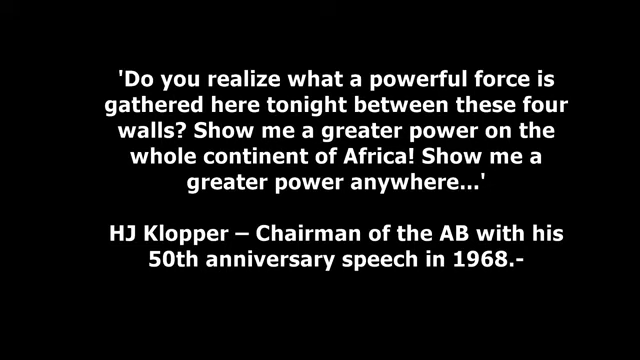 'Do you realize what a powerful force is
gathered here tonight between these four
walls? Show me a greater power on the
whole continent of Africa! Show me a
greater power anywhere...'
HJ Klopper – Chairman of the AB with his
50th anniversary speech in 1968.-